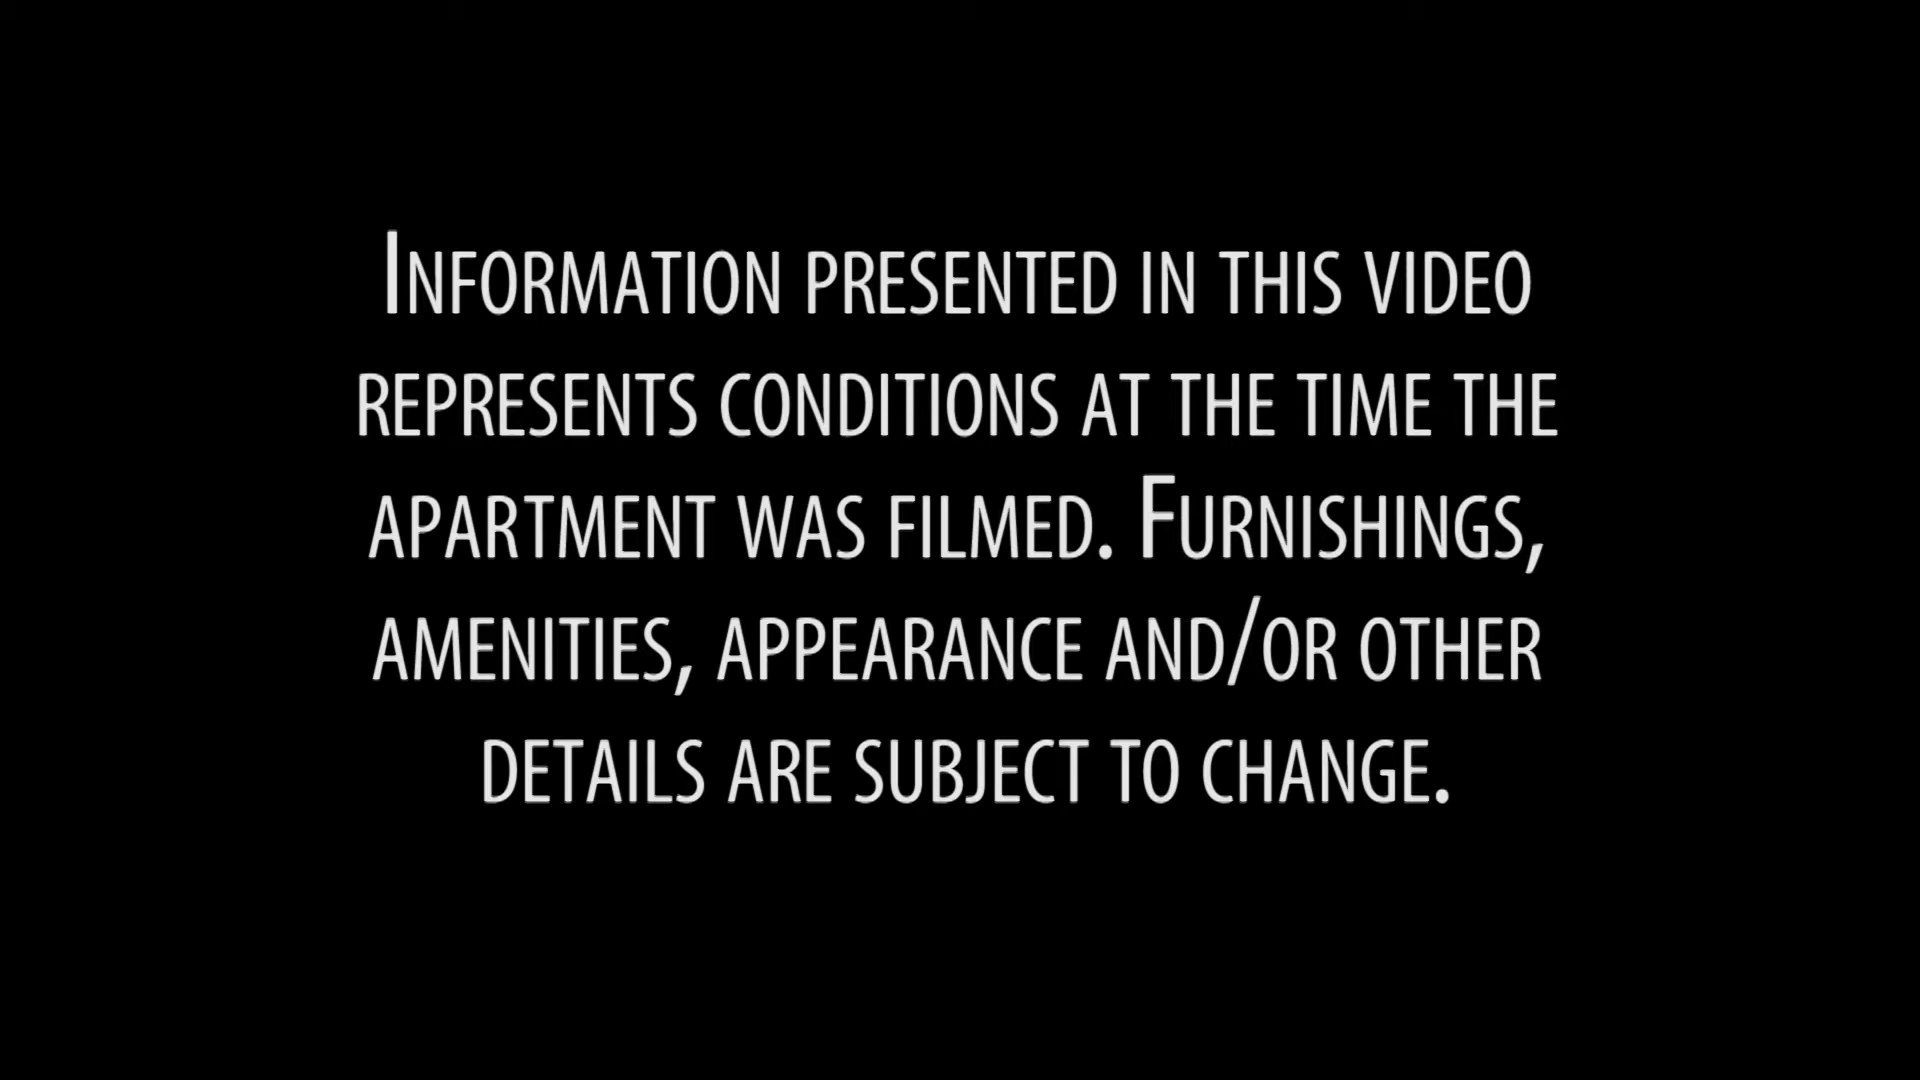 Information presented in this video
represents conditions at the time the
apartment was filmed. Furnishings,
amenities, appearance and/or other
details are subject to change.